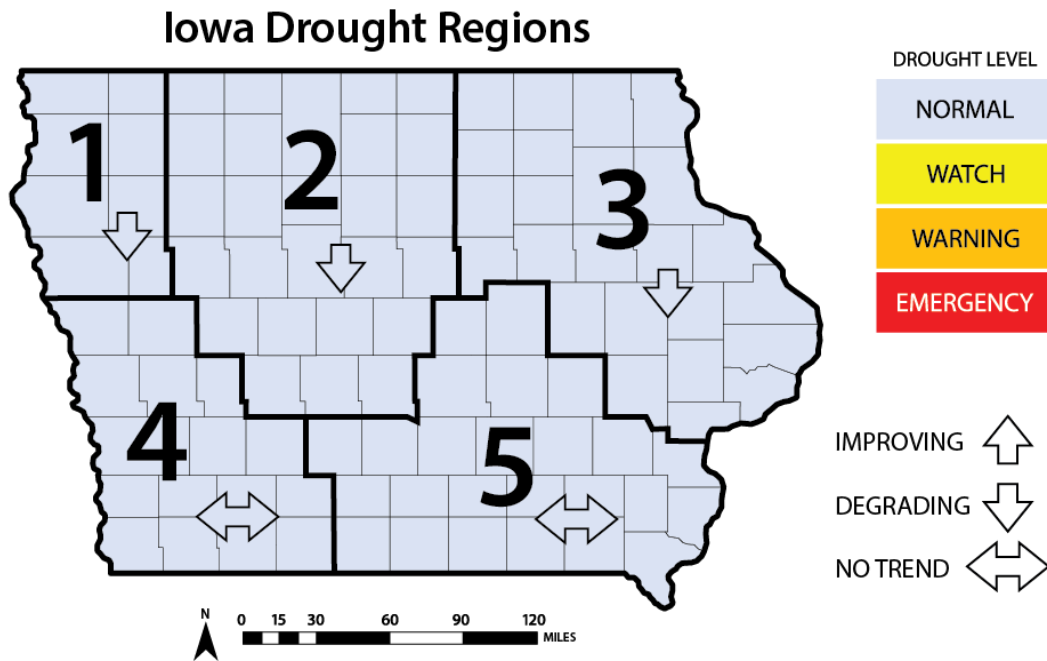 Iowa Drought Regions
DROUGHT LEVEL
NORMAL
WATCH
WARNING
EMERGENCY
1
2
3
4
5
IMPROVING
DEGRADING
NO TREND
N
0 15 30 60 90 120
MILES